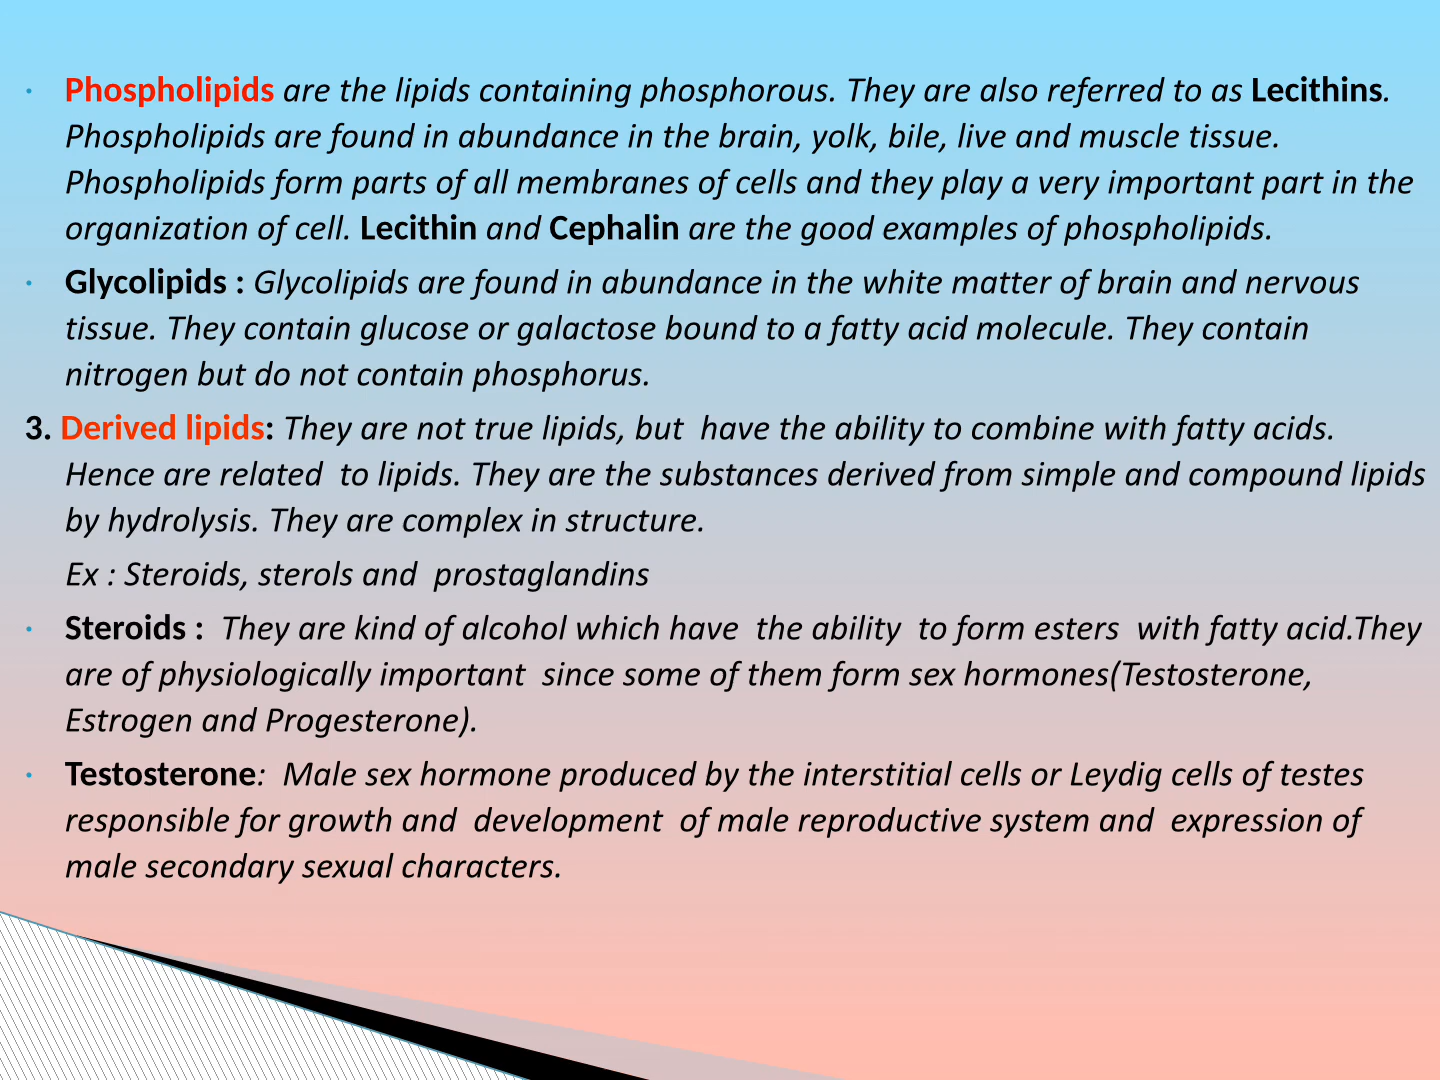 · Phospholipids are the lipids containing phosphorous. They are also referred to as Lecithins.
Phospholipids are found in abundance in the brain, yolk, bile, live and muscle tissue.
Phospholipids form parts of all membranes of cells and they play a very important part in the
organization of cell. Lecithin and Cephalin are the good examples of phospholipids.
· Glycolipids : Glycolipids are found in abundance in the white matter of brain and nervous
tissue. They contain glucose or galactose bound to a fatty acid molecule. They contain
nitrogen but do not contain phosphorus.
3. Derived lipids: They are not true lipids, but  have the ability to combine with fatty acids.
Hence are related  to lipids. They are the substances derived from simple and compound lipids
by hydrolysis. They are complex in structure.
Ex : Steroids, sterols and  prostaglandins
· Steroids :  They are kind of alcohol which have  the ability  to form esters  with fatty acid.They
are of physiologically important  since some of them form sex hormones(Testosterone,
Estrogen and Progesterone).
· Testosterone:  Male sex hormone produced by the interstitial cells or Leydig cells of testes
responsible for growth and  development  of male reproductive system and  expression of
male secondary sexual characters.